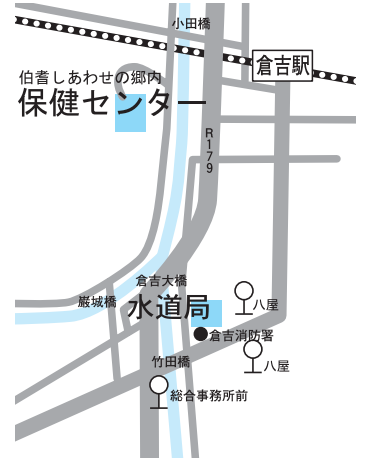 小田橋
倉吉駅
伯耆しあわせの郷内
保健センター
R179
倉吉大橋
巌城橋
水道局
八屋
倉吉消防署
竹田橋
八屋
総合事務所前